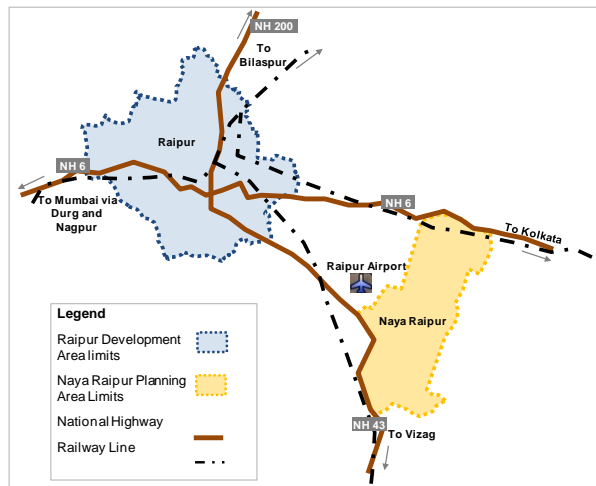 NH 200
To
Bilaspur
Raipur
NH 6
To Mumbai via
Durg and
Nagpur
NH 6
To Kolkata
Raipur Airport
Naya Raipur
Legend
Raipur Development
Area limits
Naya Raipur Planning
Area Limits
National Highway
Railway Line
NH 43
To Vizag